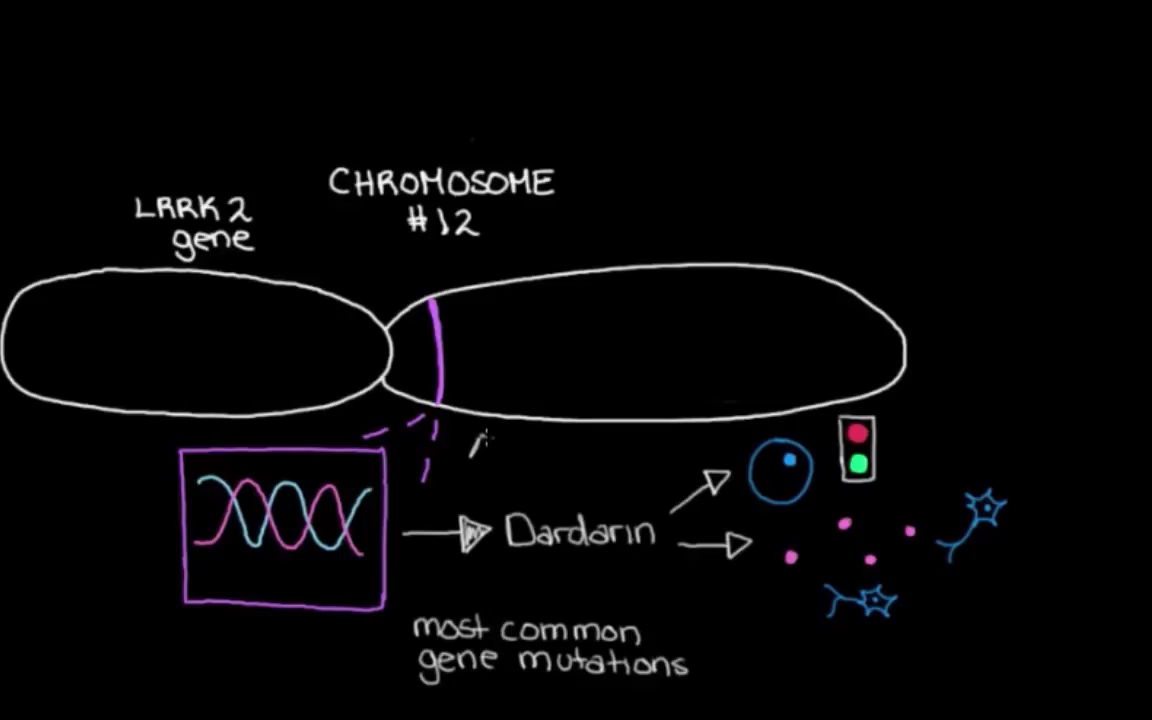 LRRK2
gene
CHROMOSOME
#12
Dardarin
most common
gene mutations